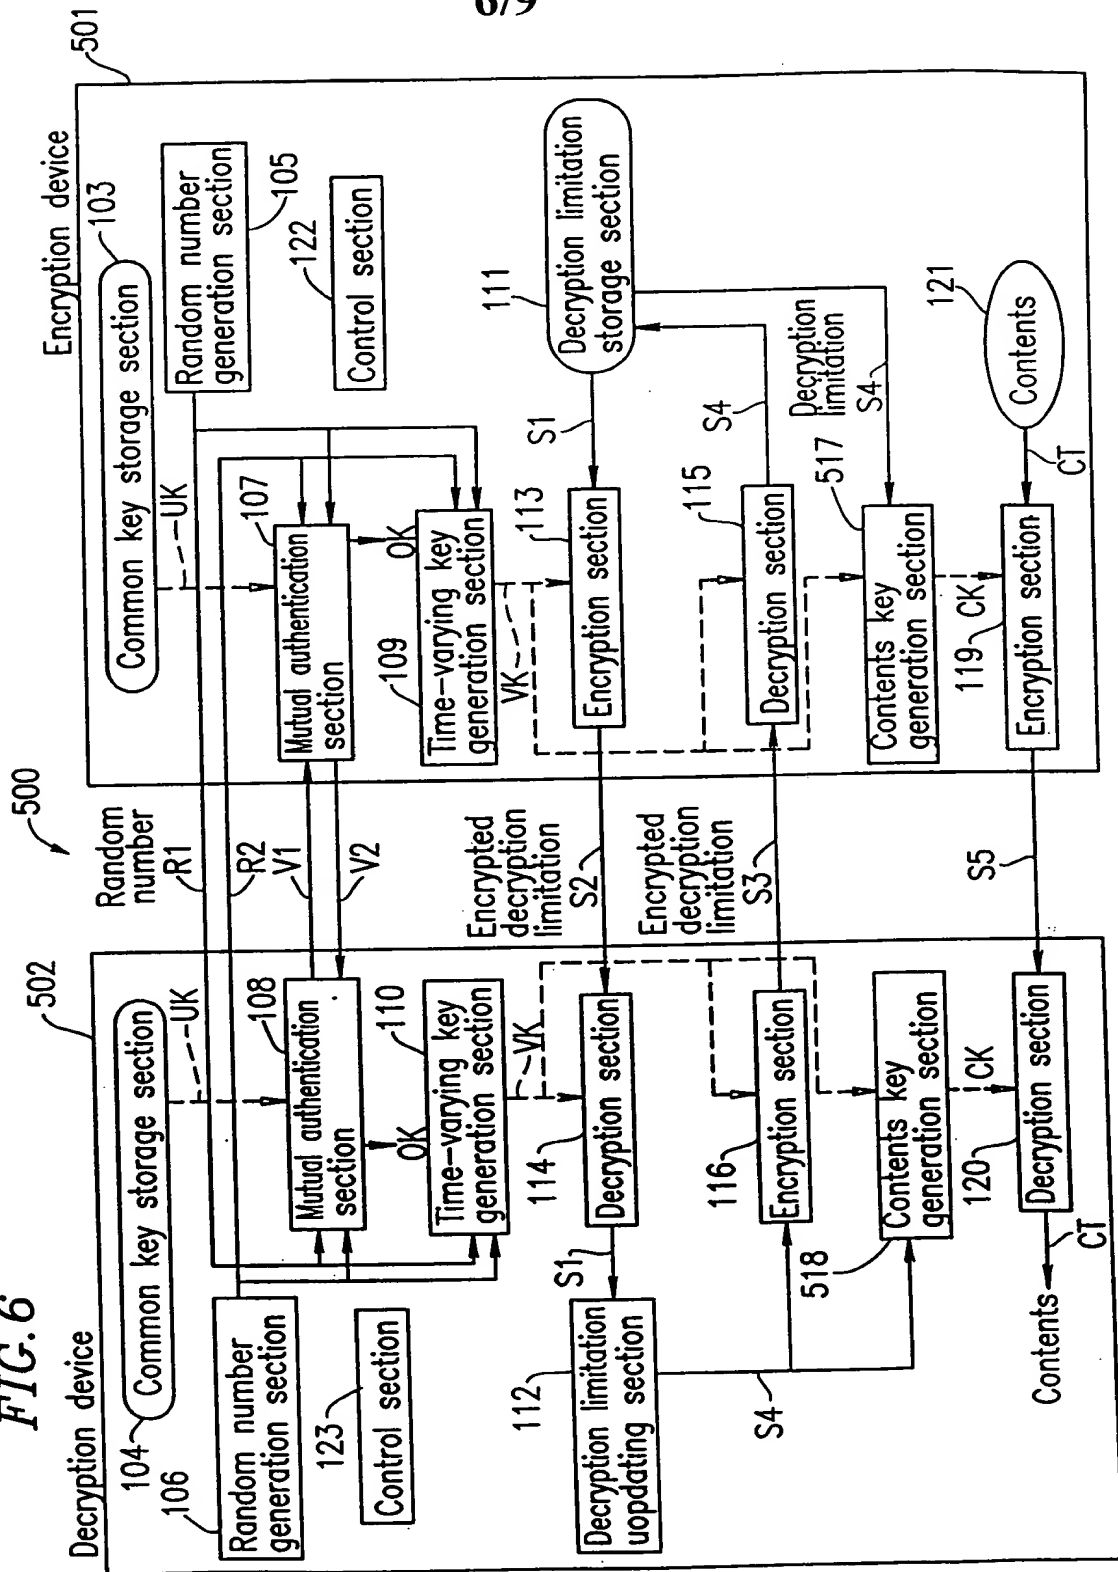 6/9
FIG.6
500
Decryption device
502
104
Common key storage section
UK
106
Random number
generation section
123
Control section
108
Mutual authentication
section
OK
110
Time-varying key
generation section
VK
114
Decryption section
S1
112
Decryption limitation
uopdating section
S4
116
Encryption section
518
Contents key
generation section
CK
120
Decryption section
CT
Contents
Random
number
R1
R2
V1
V2
Encrypted
decryption
limitation
S2
Encrypted
decryption
limitation
S3
S5
Encryption device
501
103
Common key storage section
UK
Random number
generation section
105
122
Control section
107
Mutual authentication
section
OK
109
Time-varying key
generation section
VK
113
Encryption section
S1
111
Decryption limitation
storage section
115
Decryption section
S4
Decryption
limitation
S4
517
Contents key
generation section
CK
119
Encryption section
121
Contents
CT